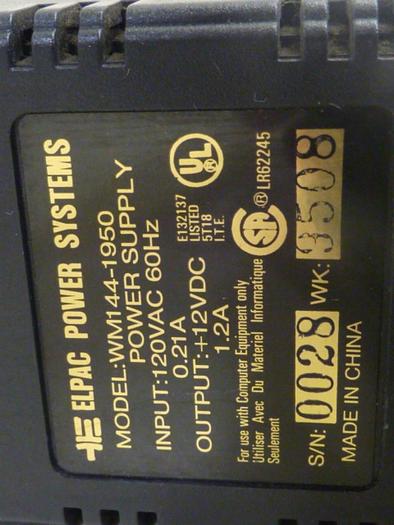 ELPAC POWER SYSTEMS
MODEL:WM144-1950
POWER SUPPLY
INPUT:120VAC 60Hz
0.21A
OUTPUT:+12VDC
1.2A
UL ®
E132137
LISTED
5T18
I.T.E.
For use with Computer Equipment only
Utiliser Avec Du Materiel Informatique
Seulement
SA ® LR62245
S/N: 0028 WK: 3508
MADE IN CHINA